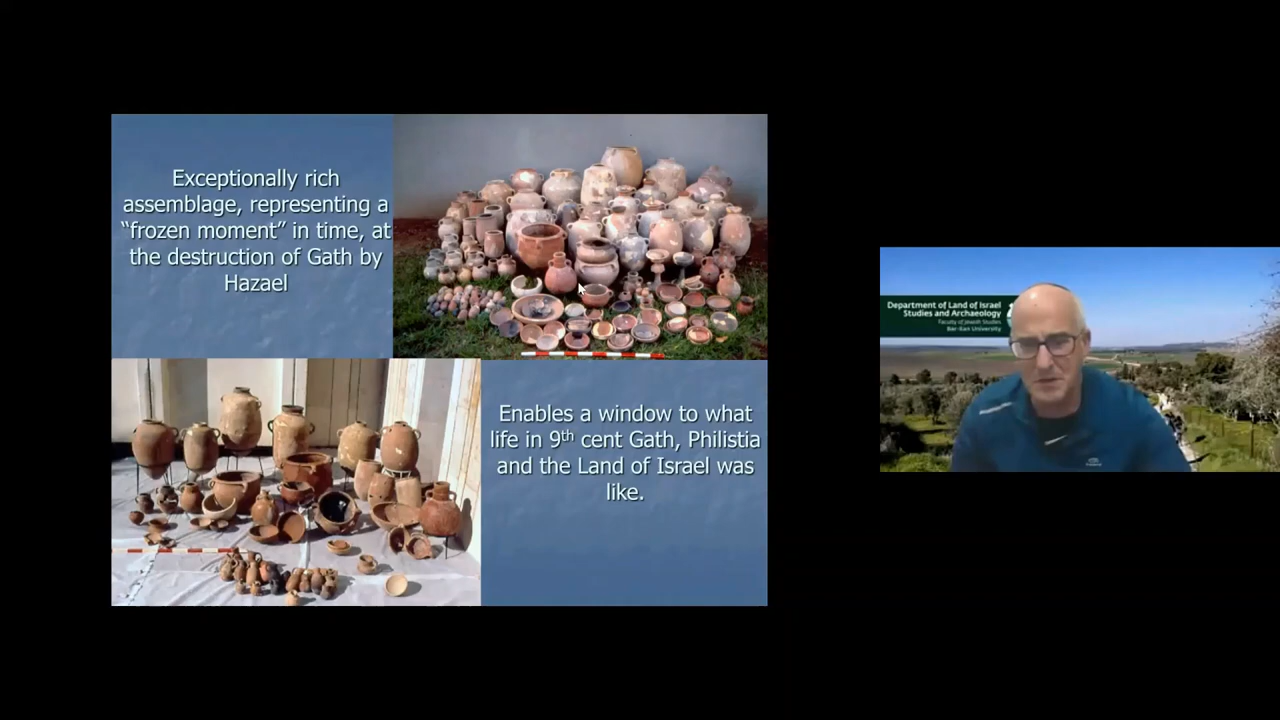 Exceptionally rich
assemblage, representing a
“frozen moment” in time, at
the destruction of Gath by
Hazael
Enables a window to what
life in 9th cent Gath, Philistia
and the Land of Israel was
like.
Department of Land of Israel
Studies and Archaeology
Faculty of Jewish Studies
Bar-Ilan University